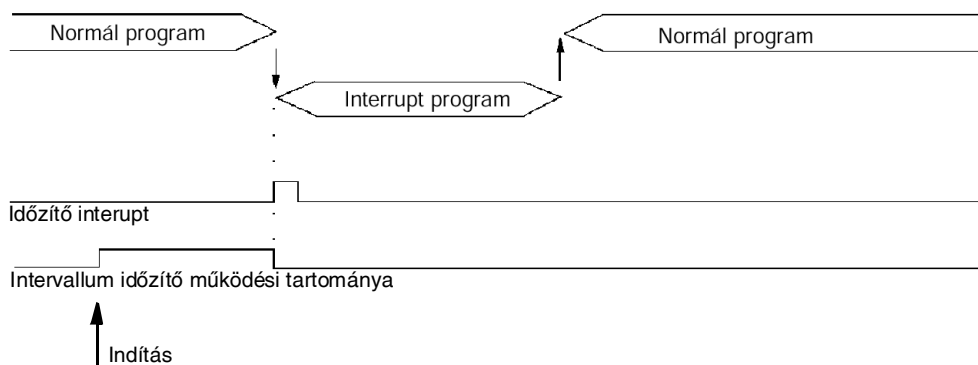 Normál program
Normál program
Interrupt program
Időzítő interupt
Intervallum időzítő működési tartománya
Indítás